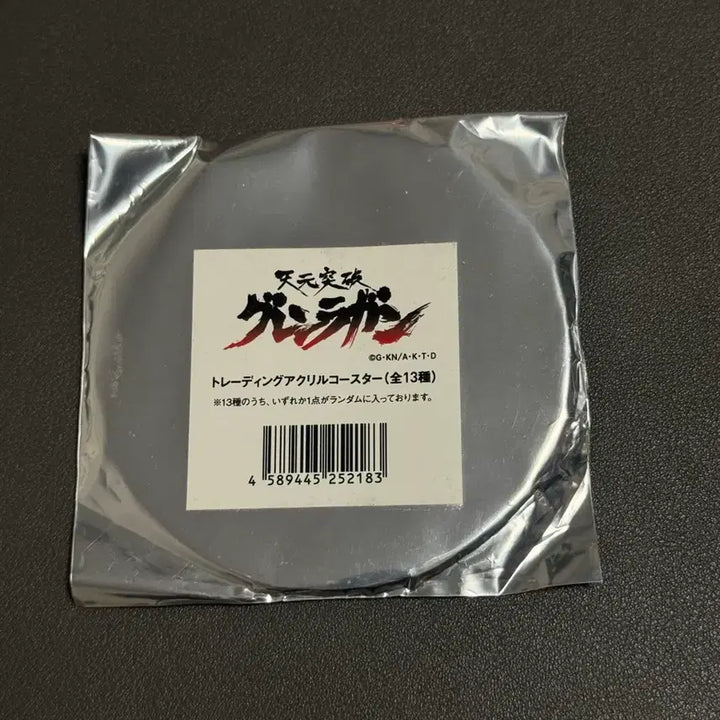 天元突破
グレンラガン
©G・KN/A・K・T・D
トレーディングアクリルコースター(全13種)
※13種のうち、いずれか1点がランダムに入っております。
4 589445 252183